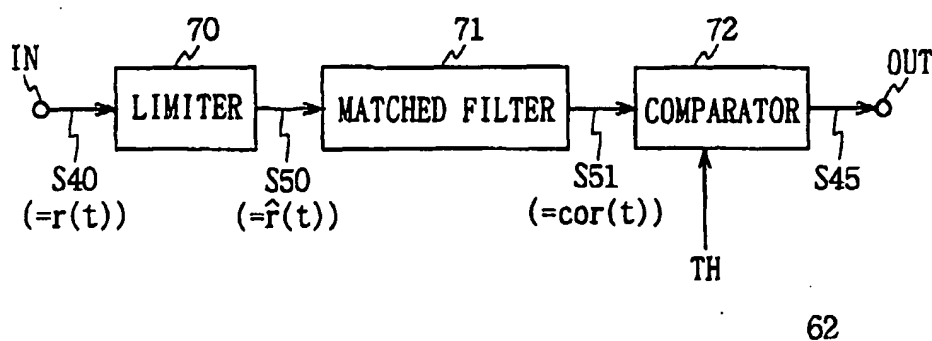 70
71
72
IN
OUT
LIMITER
MATCHED FILTER
COMPARATOR
S40
(=r(t))
S50
(=r̂(t))
S51
(=cor(t))
S45
TH
62